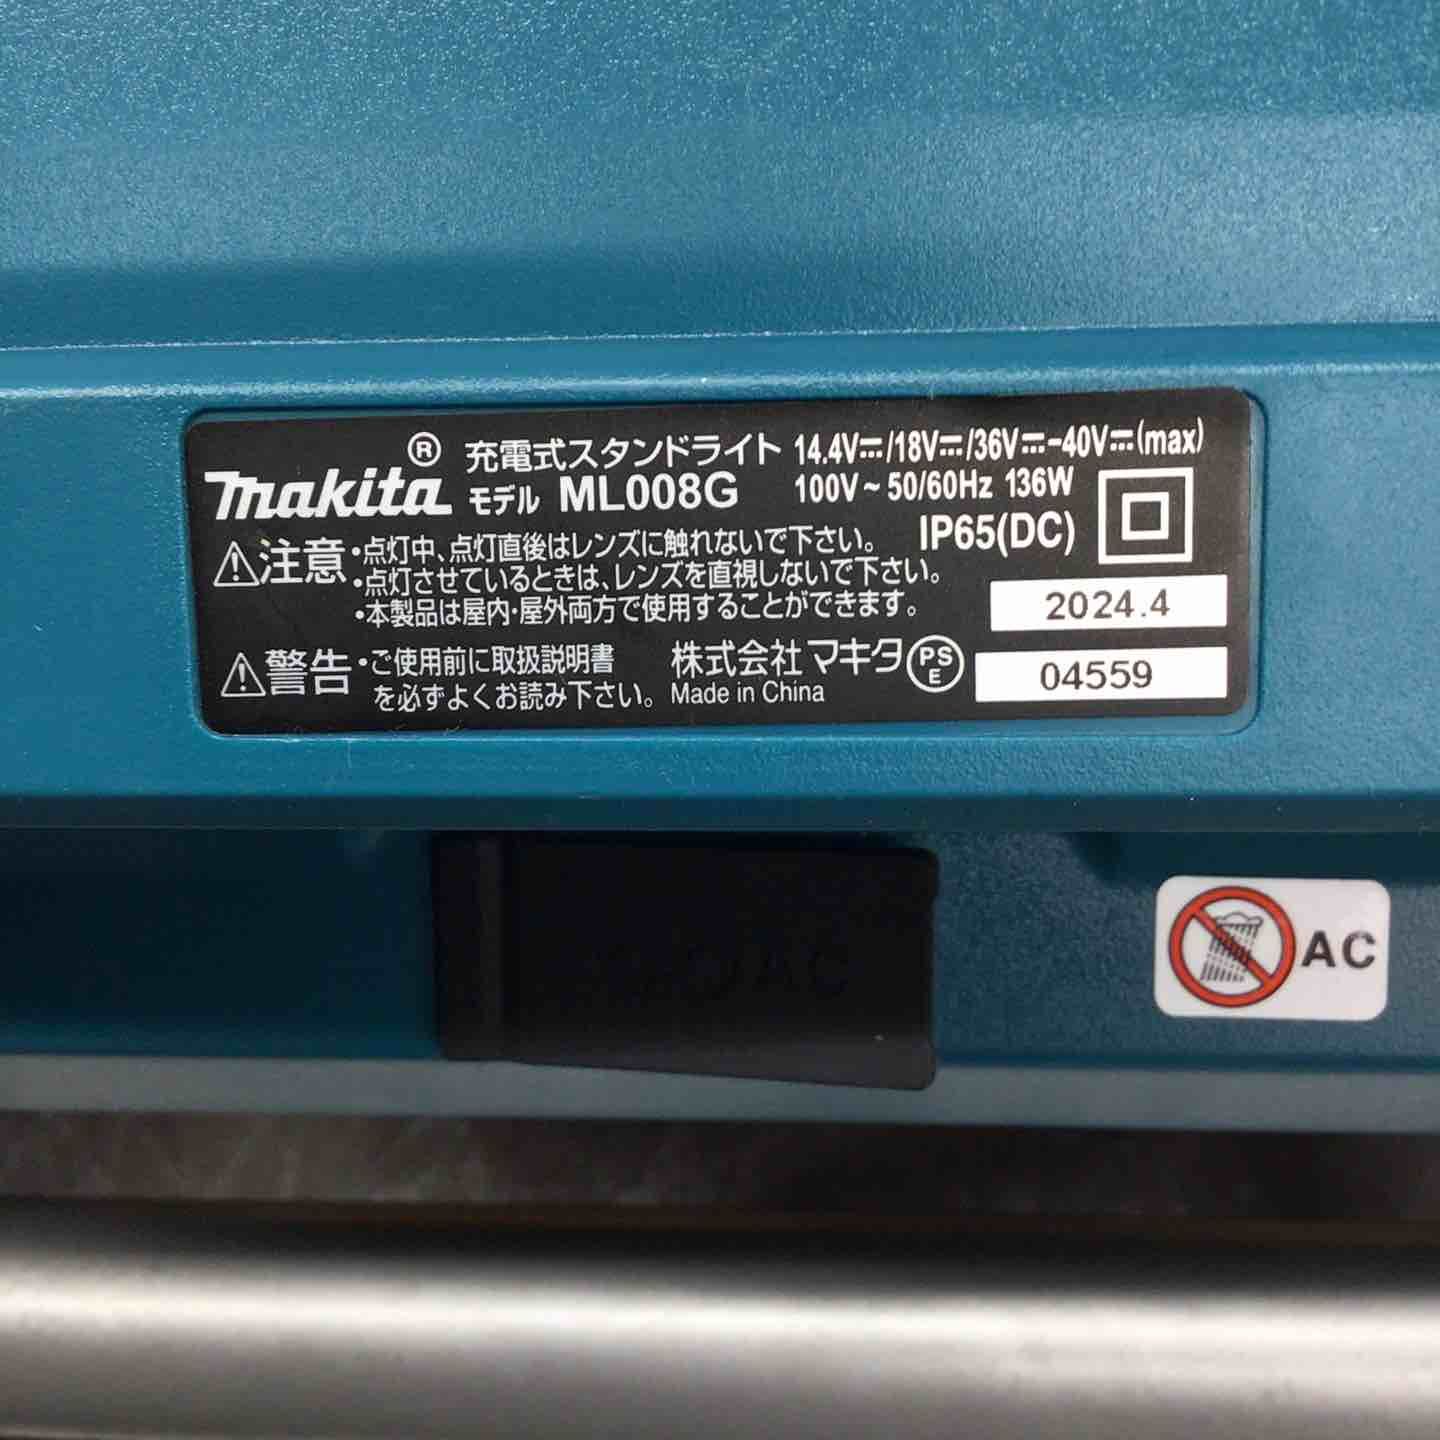 makita®
充電式スタンドライト 14.4V⎓/18V⎓/36V⎓-40V⎓(max)
モデル ML008G 100V~50/60Hz 136W
IP65(DC)
⚠注意 •点灯中、点灯直後はレンズに触れないで下さい。
•点灯させているときは、レンズを直視しないで下さい。
•本製品は屋内・屋外両方で使用することができます。
2024.4
⚠警告 •ご使用前に取扱説明書
を必ずよくお読み下さい。
株式会社マキタ
Made in China
PS
E
04559
AC
AC